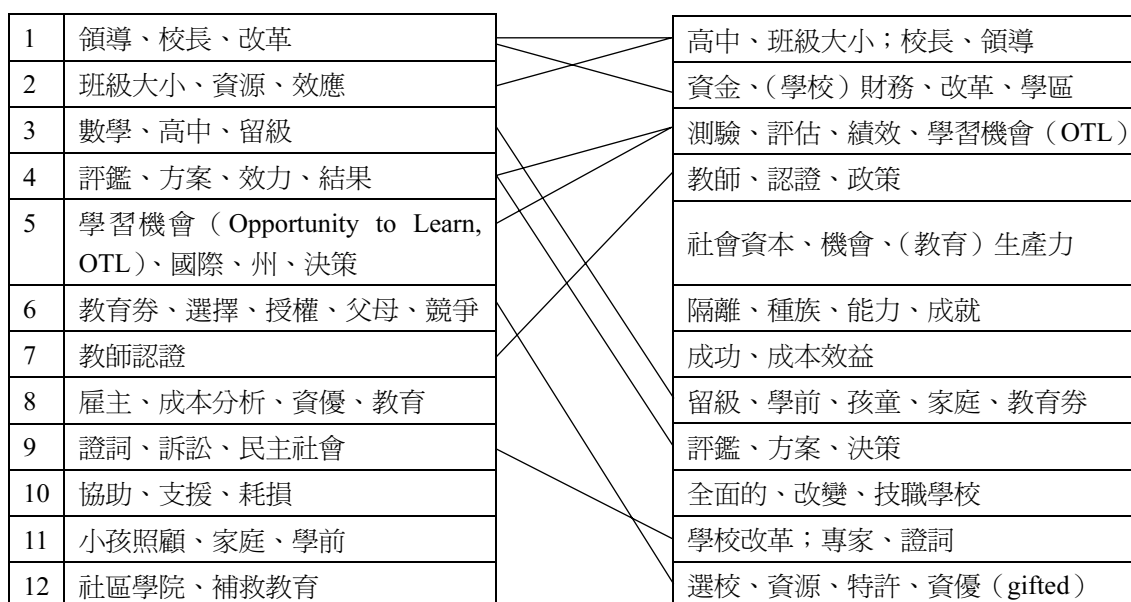 1 領導、校長、改革
2 班級大小、資源、效應
3 數學、高中、留級
4 評鑑、方案、效力、結果
5 學習機會（Opportunity to Learn,
OTL）、國際、州、決策
6 教育券、選擇、授權、父母、競爭
7 教師認證
8 雇主、成本分析、資優、教育
9 證詞、訴訟、民主社會
10 協助、支援、耗損
11 小孩照顧、家庭、學前
12 社區學院、補救教育
高中、班級大小；校長、領導
資金、（學校）財務、改革、學區
測驗、評估、績效、學習機會（OTL）
教師、認證、政策
社會資本、機會、（教育）生產力
隔離、種族、能力、成就
成功、成本效益
留級、學前、孩童、家庭、教育券
評鑑、方案、決策
全面的、改變、技職學校
學校改革；專家、證詞
選校、資源、特許、資優（gifted）